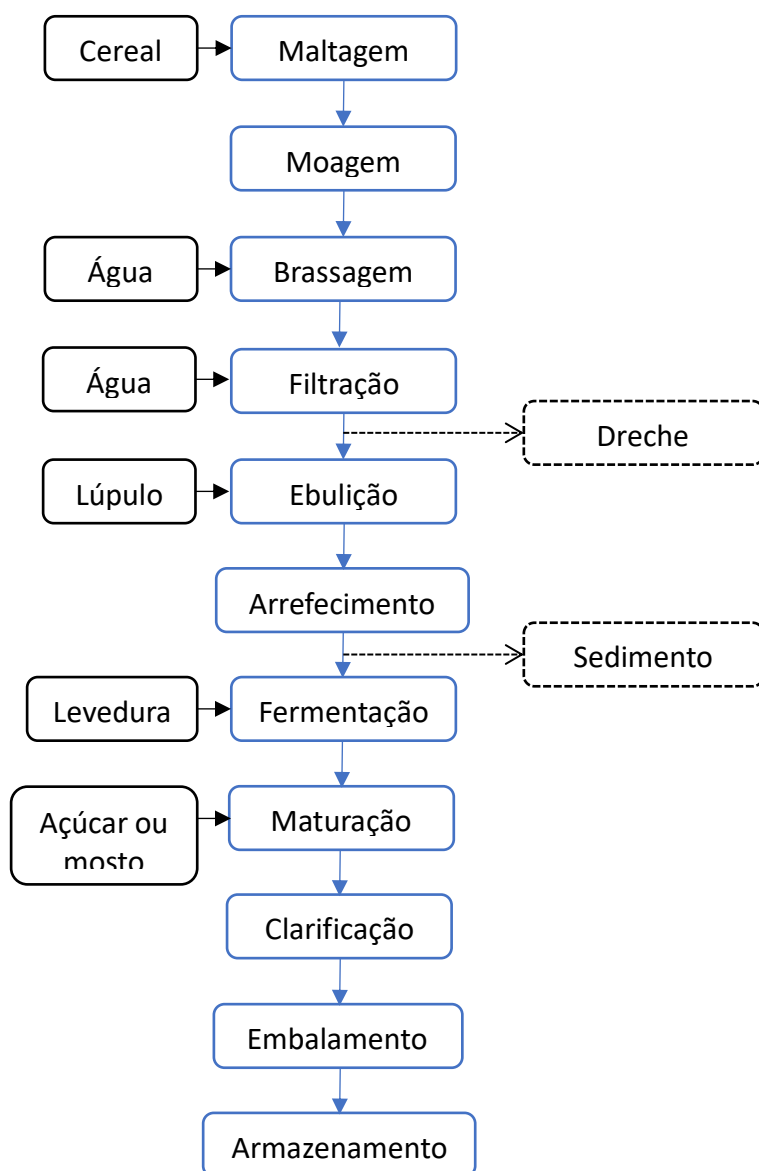 Cereal
Maltagem
Moagem
Água
Brassagem
Água
Filtração
Dreche
Lúpulo
Ebulição
Arrefecimento
Sedimento
Levedura
Fermentação
Açúcar ou
mosto
Maturação
Clarificação
Embalamento
Armazenamento